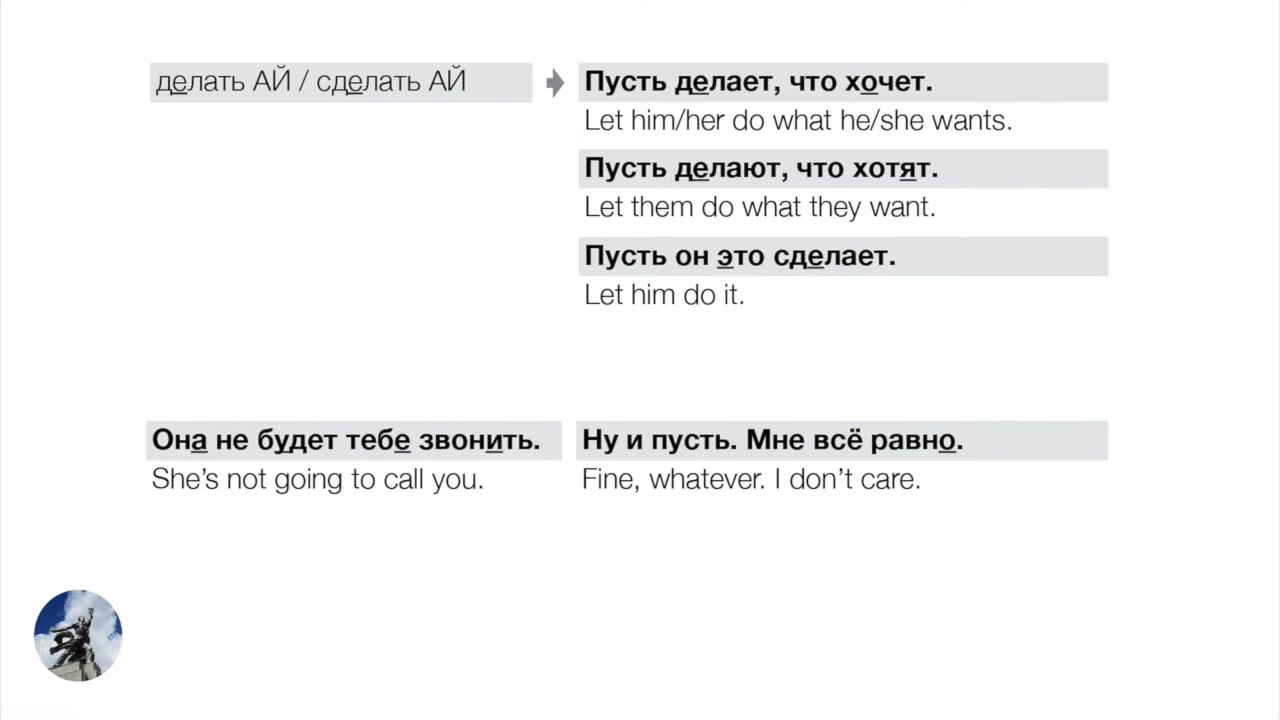 делать АЙ / сделать АЙ
Пусть делает, что хочет.
Let him/her do what he/she wants.
Пусть делают, что хотят.
Let them do what they want.
Пусть он это сделает.
Let him do it.
Она не будет тебе звонить.
She's not going to call you.
Ну и пусть. Мне всё равно.
Fine, whatever. I don't care.